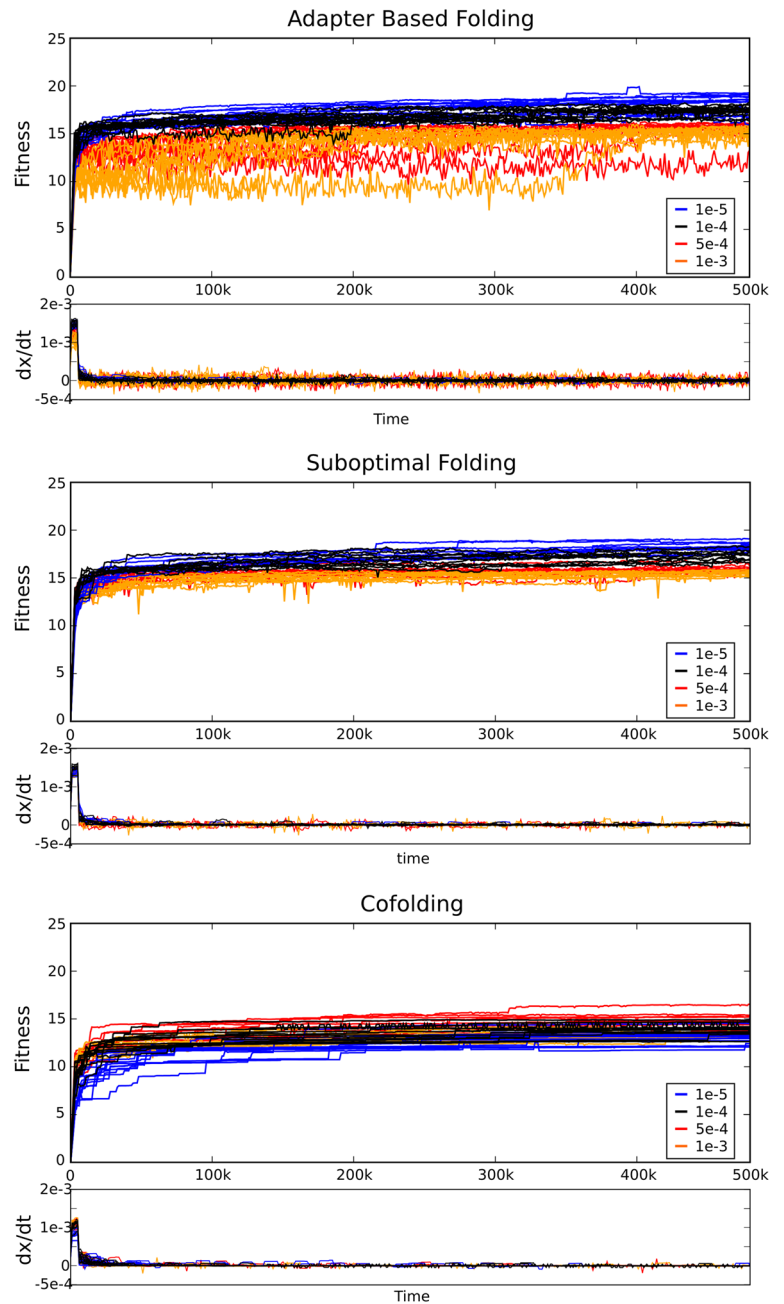 Adapter Based Folding
25
20
15
10
5
0
Fitness
1e-5
1e-4
5e-4
1e-3
0 100k 200k 300k 400k 500k
2e-3
1e-3
0
-5e-4
dx/dt
Time
Suboptimal Folding
25
20
15
10
5
0
Fitness
1e-5
1e-4
5e-4
1e-3
0 100k 200k 300k 400k 500k
2e-3
1e-3
0
-5e-4
dx/dt
time
Cofolding
25
20
15
10
5
0
Fitness
1e-5
1e-4
5e-4
1e-3
0 100k 200k 300k 400k 500k
2e-3
1e-3
0
-5e-4
dx/dt
Time